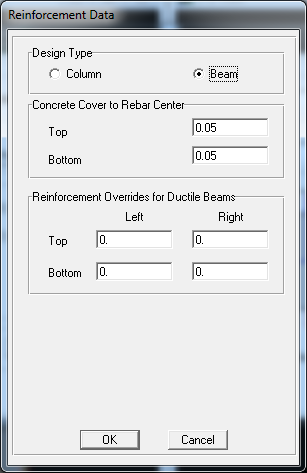 Reinforcement Data
Design Type
Column Beam
Concrete Cover to Rebar Center
Top 0.05
Bottom 0.05
Reinforcement Overrides for Ductile Beams
Left Right
Top 0. 0.
Bottom 0. 0.
OK Cancel